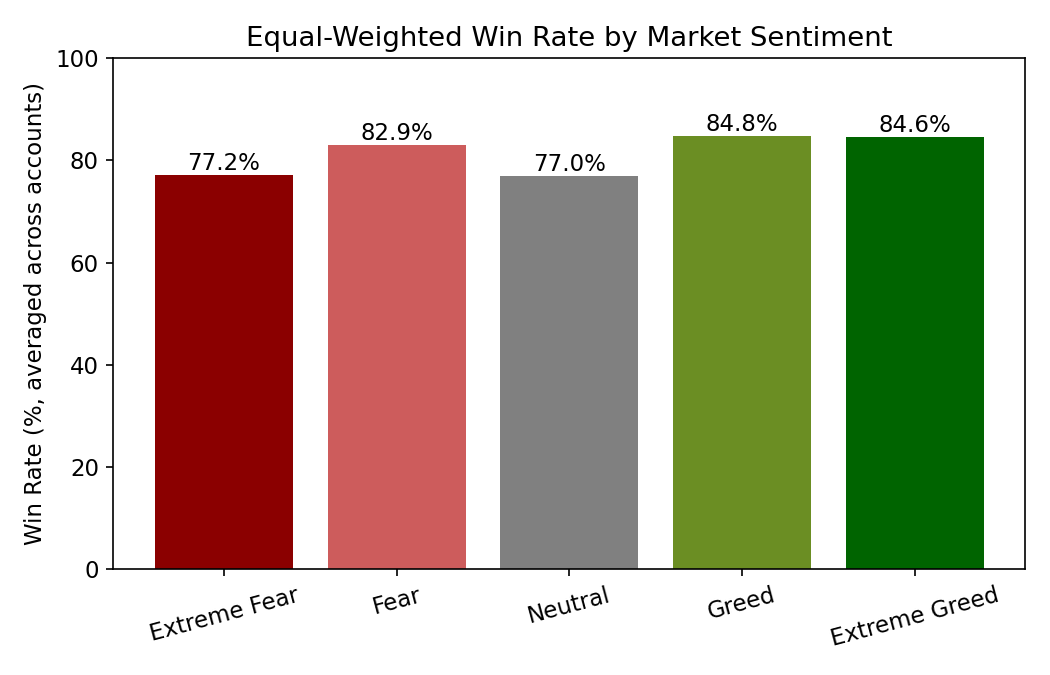 Equal-Weighted Win Rate by Market Sentiment
Win Rate (%, averaged across accounts)
100
80
60
40
20
0
77.2%
82.9%
77.0%
84.8%
84.6%
Extreme Fear
Fear
Neutral
Greed
Extreme Greed